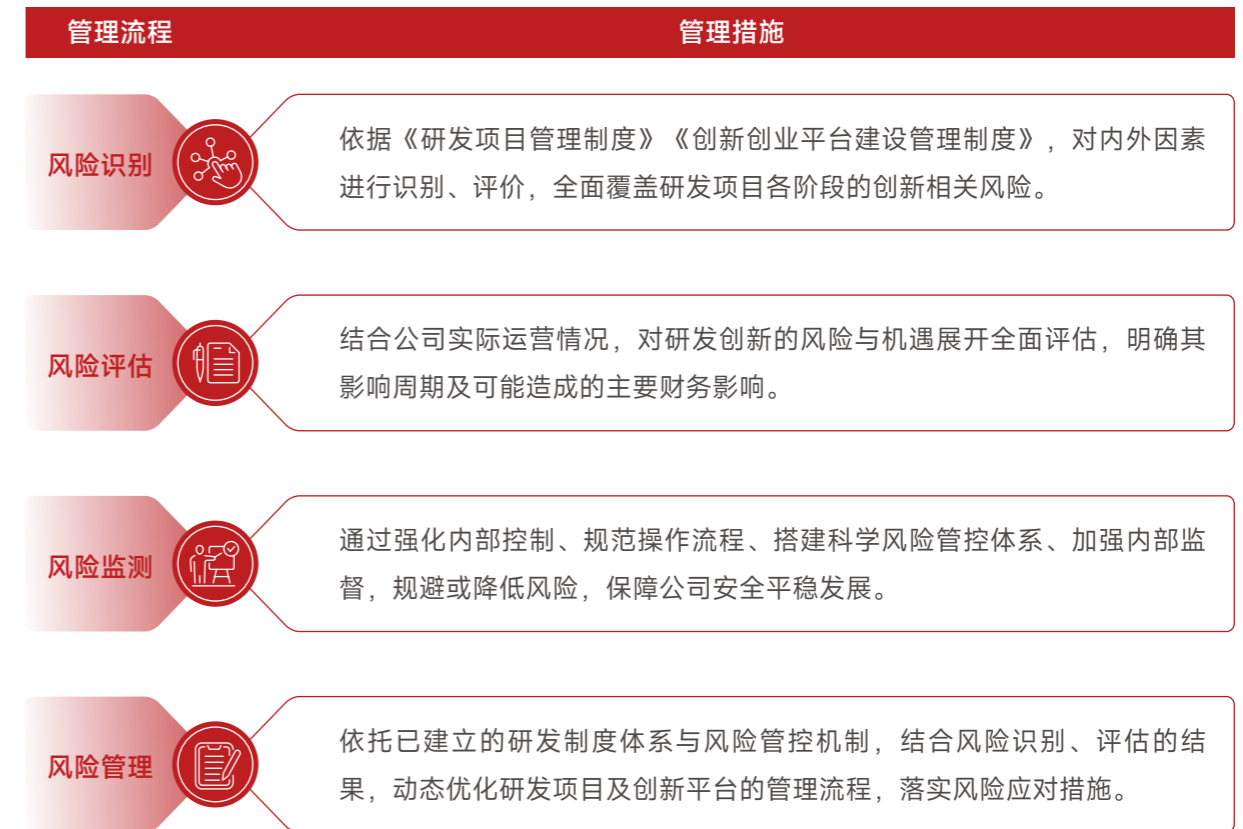 管理流程 管理措施
风险识别
依据《研发项目管理制度》《创新创业平台建设管理制度》，对内外因素
进行识别、评价，全面覆盖研发项目各阶段的创新相关风险。
风险评估
结合公司实际运营情况，对研发创新的风险与机遇展开全面评估，明确其
影响周期及可能造成的主要财务影响。
风险监测
通过强化内部控制、规范操作流程、搭建科学风险管控体系、加强内部监
督，规避或降低风险，保障公司安全平稳发展。
风险管理
依托已建立的研发制度体系与风险管控机制，结合风险识别、评估的结
果，动态优化研发项目及创新平台的管理流程，落实风险应对措施。